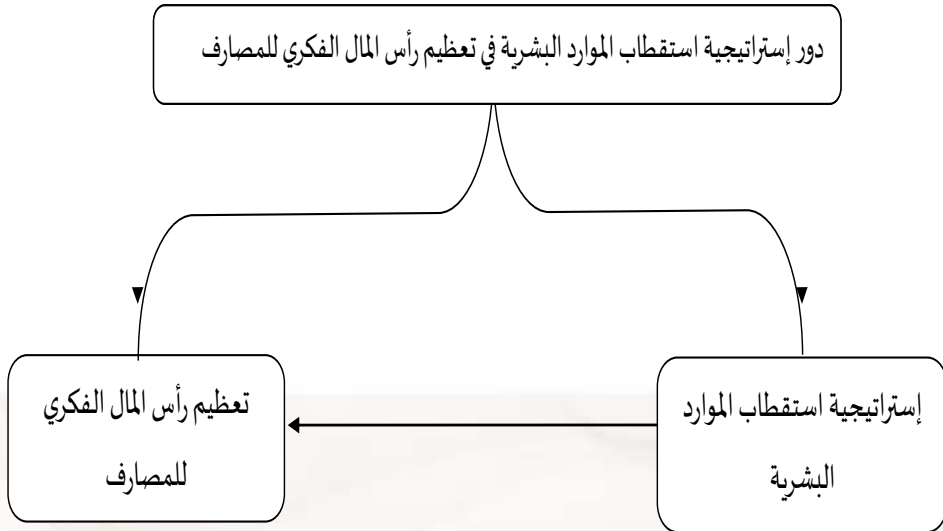 دور إستراتيجية استقطاب الموارد البشرية في تعظيم رأس المال الفكري للمصارف
إستراتيجية استقطاب الموارد
البشرية
تعظيم رأس المال الفكري
للمصارف